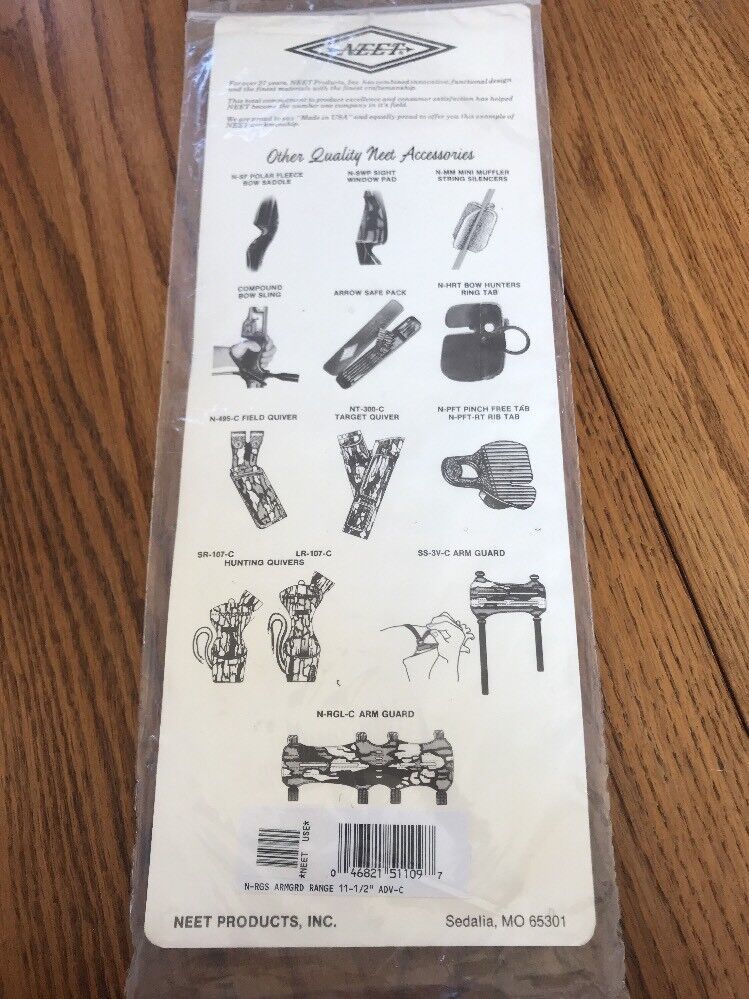 NEET
For over 27 years, NEET Products, Inc. has combined innovative, functional design
and the finest materials with the finest craftsmanship.
This total commitment to product excellence and consumer satisfaction has helped
NEET become the number one company in it's field.
We are proud to say "Made in USA" and equally proud to offer you this example of
NEET workmanship.
Other Quality Neet Accessories
N-SF POLAR FLEECE
BOW SADDLE
N-SWP SIGHT
WINDOW PAD
N-MM MINI MUFFLER
STRING SILENCERS
COMPOUND
BOW SLING
ARROW SAFE PACK
N-HRT BOW HUNTERS
RING TAB
N-495-C FIELD QUIVER
NT-300-C
TARGET QUIVER
N-PFT PINCH FREE TAB
N-PFT-RT RIB TAB
SR-107-C LR-107-C
HUNTING QUIVERS
SS-3V-C ARM GUARD
N-RGL-C ARM GUARD
*NEET USE*
0 46821 51109 7
N-RGS ARMGRD RANGE 11-1/2" ADV-C
NEET PRODUCTS, INC. Sedalia, MO 65301